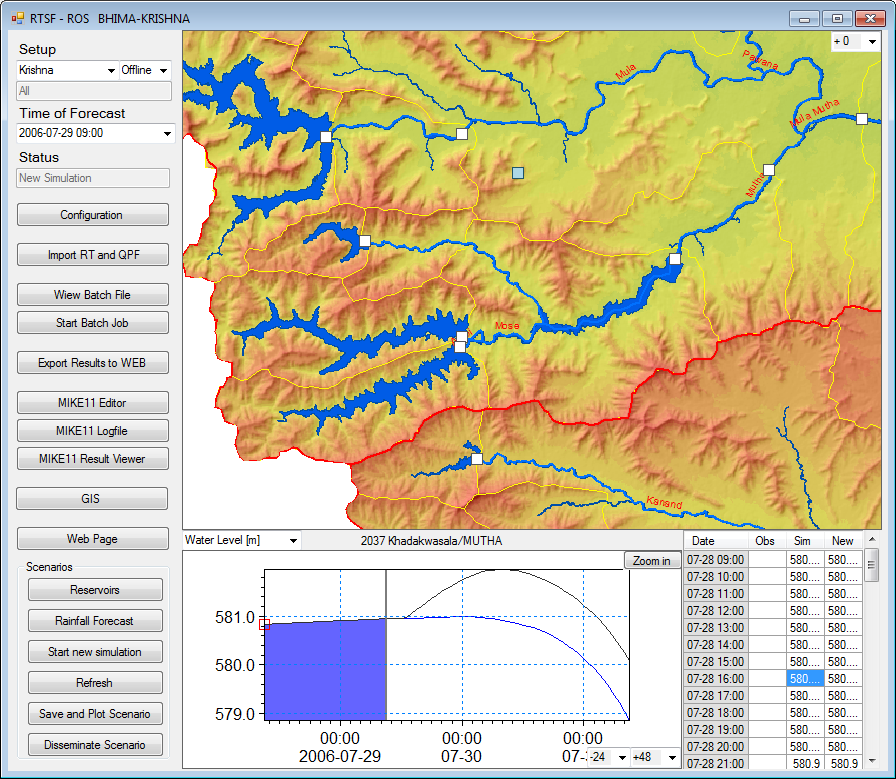 RTSF - ROS BHIMA-KRISHNA
Setup
Krishna
Offline
All
Time of Forecast
2006-07-29 09:00
Status
New Simulation
Configuration
Import RT and QPF
Wiew Batch File
Start Batch Job
Export Results to WEB
MIKE11 Editor
MIKE11 Logfile
MIKE11 Result Viewer
GIS
Web Page
Scenarios
Reservoirs
Rainfall Forecast
Start new simulation
Refresh
Save and Plot Scenario
Disseminate Scenario
+ 0
Pawana
Mula
Mula Mutha
Mutha
Mose
Kanand
Water Level [m]
2037 Khadakwasala/MUTHA
Zoom in
581.0
580.0
579.0
00:00 00:00 00:00
2006-07-29 07-30 07-
-24
+48
Date Obs Sim New
07-28 09:00 580.... 580....
07-28 10:00 580.... 580....
07-28 11:00 580.... 580....
07-28 12:00 580.... 580....
07-28 13:00 580.... 580....
07-28 14:00 580.... 580....
07-28 15:00 580.... 580....
07-28 16:00 580.... 580....
07-28 17:00 580.... 580....
07-28 18:00 580.... 580....
07-28 19:00 580.... 580....
07-28 20:00 580.... 580....
07-28 21:00 580.9 580.9